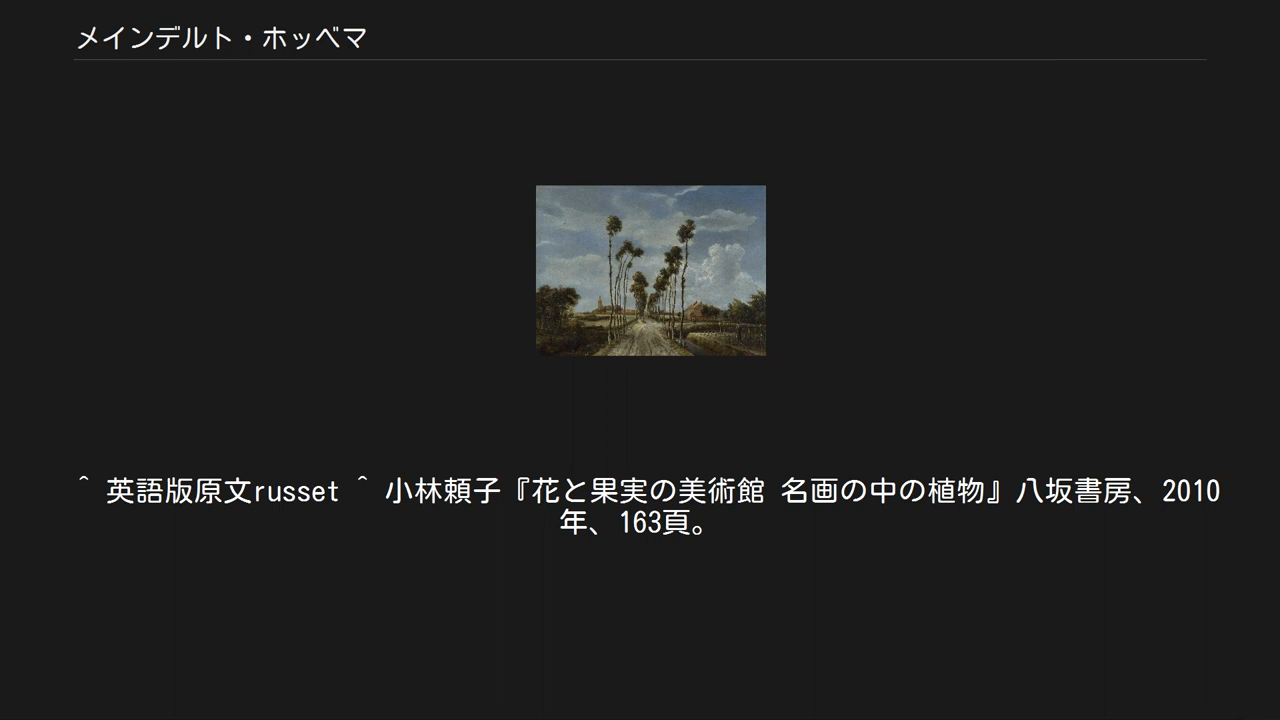 メインデルト・ホッベマ
^ 英語版原文russet ^ 小林頼子『花と果実の美術館 名画の中の植物』八坂書房、2010
年、163頁。